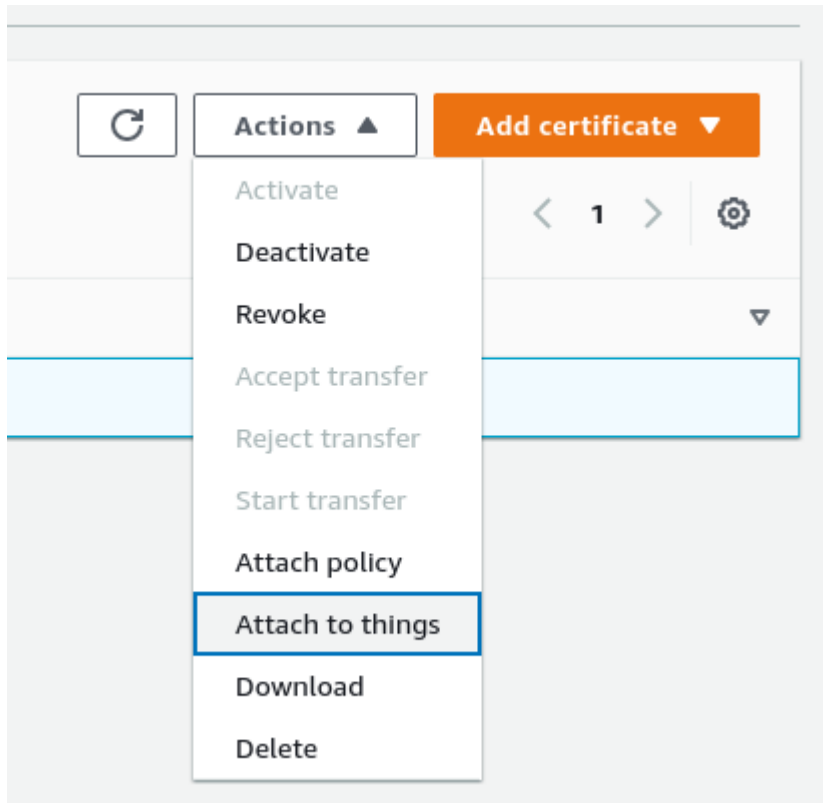 Actions
Add certificate
1
Activate
Deactivate
Revoke
Accept transfer
Reject transfer
Start transfer
Attach policy
Attach to things
Download
Delete